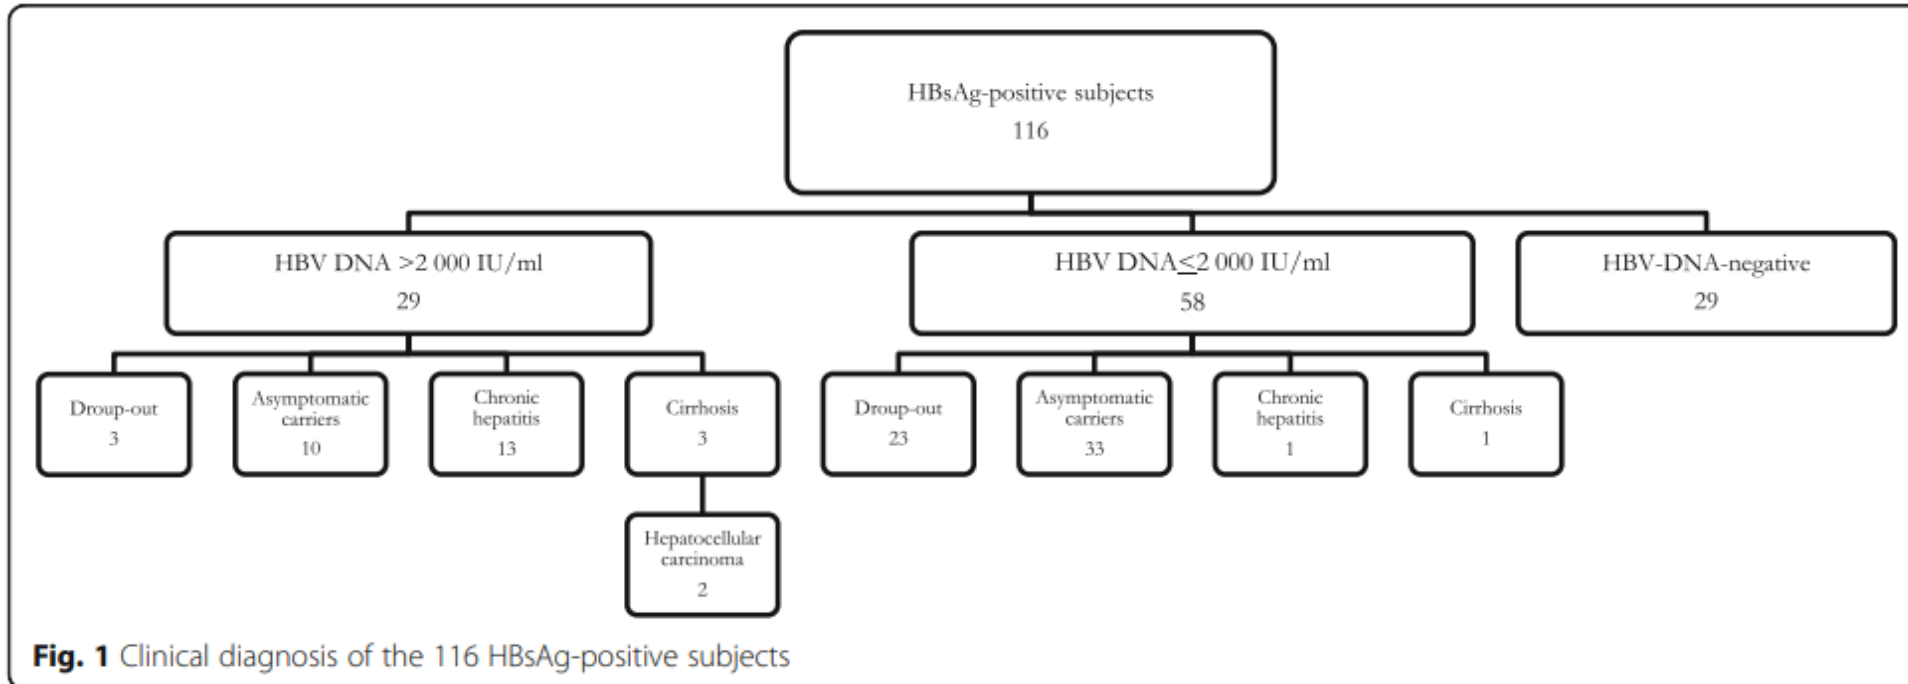 HBsAg-positive subjects
116
HBV DNA >2 000 IU/ml
29
HBV DNA≤2 000 IU/ml
58
HBV-DNA-negative
29
Droup-out
3
Asymptomatic
carriers
10
Chronic
hepatitis
13
Cirrhosis
3
Droup-out
23
Asymptomatic
carriers
33
Chronic
hepatitis
1
Cirrhosis
1
Hepatocellular
carcinoma
2
Fig. 1 Clinical diagnosis of the 116 HBsAg-positive subjects